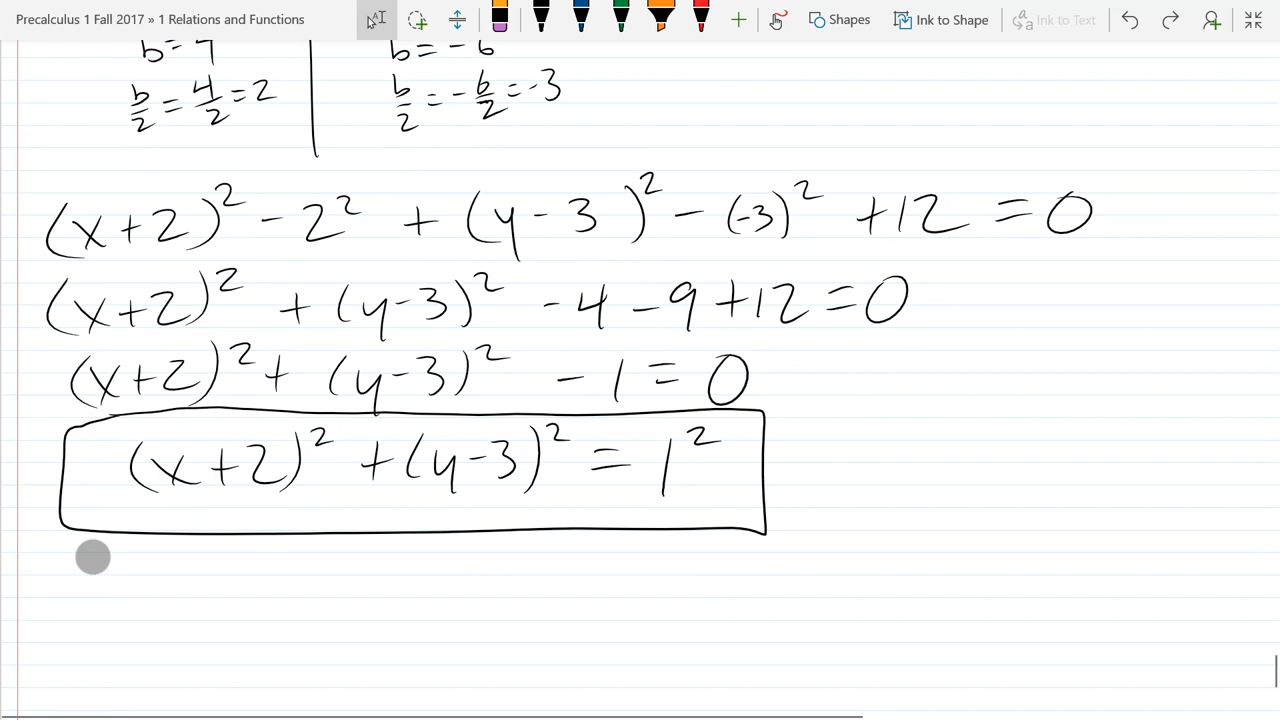 Precalculus 1 Fall 2017 » 1 Relations and Functions
Shapes Ink to Shape Ink to Text
b = 4 b = -6
b/2 = 4/2 = 2 b/2 = -6/2 = -3
(x+2)² - 2² + (y-3)² - (-3)² + 12 = 0
(x+2)² + (y-3)² - 4 - 9 + 12 = 0
(x+2)² + (y-3)² - 1 = 0
(x+2)² + (y-3)² = 1²